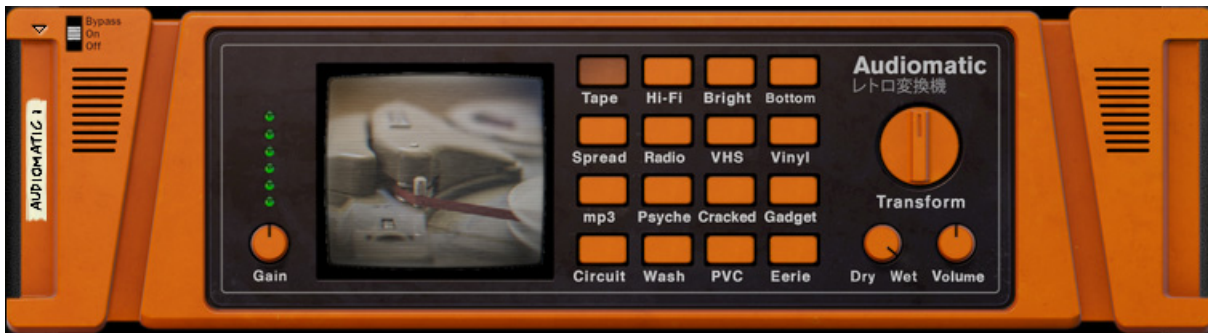 Bypass
On
Off
AUDIOMATIC 1
Gain
Tape Hi-Fi Bright Bottom
Spread Radio VHS Vinyl
mp3 Psyche Cracked Gadget
Circuit Wash PVC Eerie
Audiomatic
レトロ変換機
Transform
Dry Wet Volume